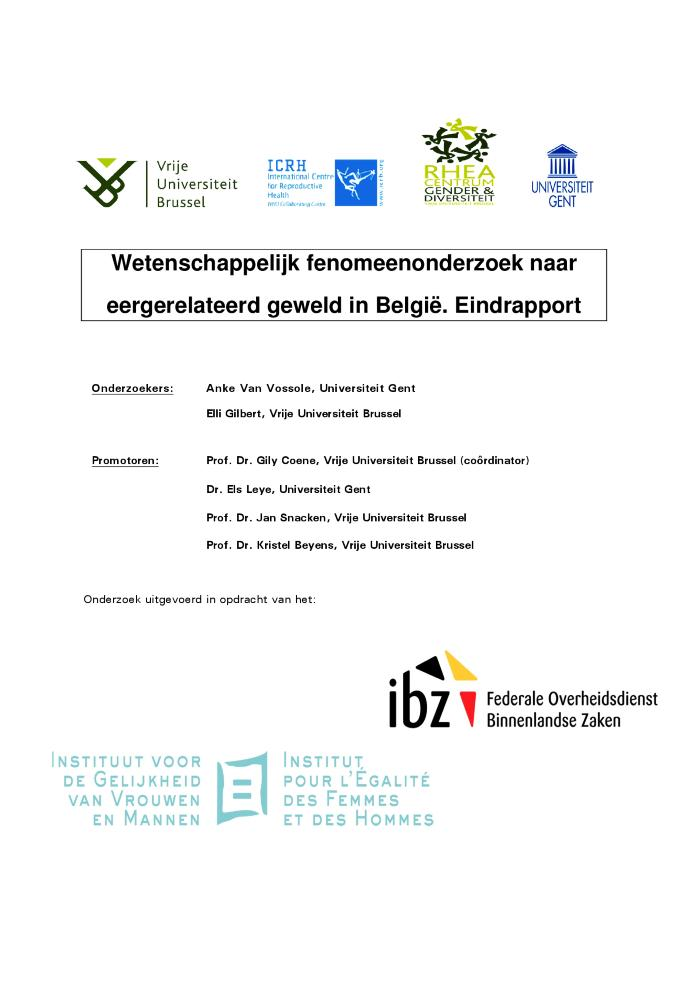 Vrije
Universiteit
Brussel
ICRH
International Centre
for Reproductive
Health
WHO Collaborating Centre
www.icrh.org
RHEA
CENTRUM
GENDER &
DIVERSITEIT
UNIVERSITEIT
GENT
Wetenschappelijk fenomeenonderzoek naar
eergerelateerd geweld in België. Eindrapport
Onderzoekers: Anke Van Vossole, Universiteit Gent
Elli Gilbert, Vrije Universiteit Brussel
Promotoren: Prof. Dr. Gily Coene, Vrije Universiteit Brussel (coördinator)
Dr. Els Leye, Universiteit Gent
Prof. Dr. Jan Snacken, Vrije Universiteit Brussel
Prof. Dr. Kristel Beyens, Vrije Universiteit Brussel
Onderzoek uitgevoerd in opdracht van het:
ibz
Federale Overheidsdienst
Binnenlandse Zaken
INSTITUUT VOOR
DE GELIJKHEID
VAN VROUWEN
EN MANNEN
INSTITUT
POUR L'ÉGALITÉ
DES FEMMES
ET DES HOMMES